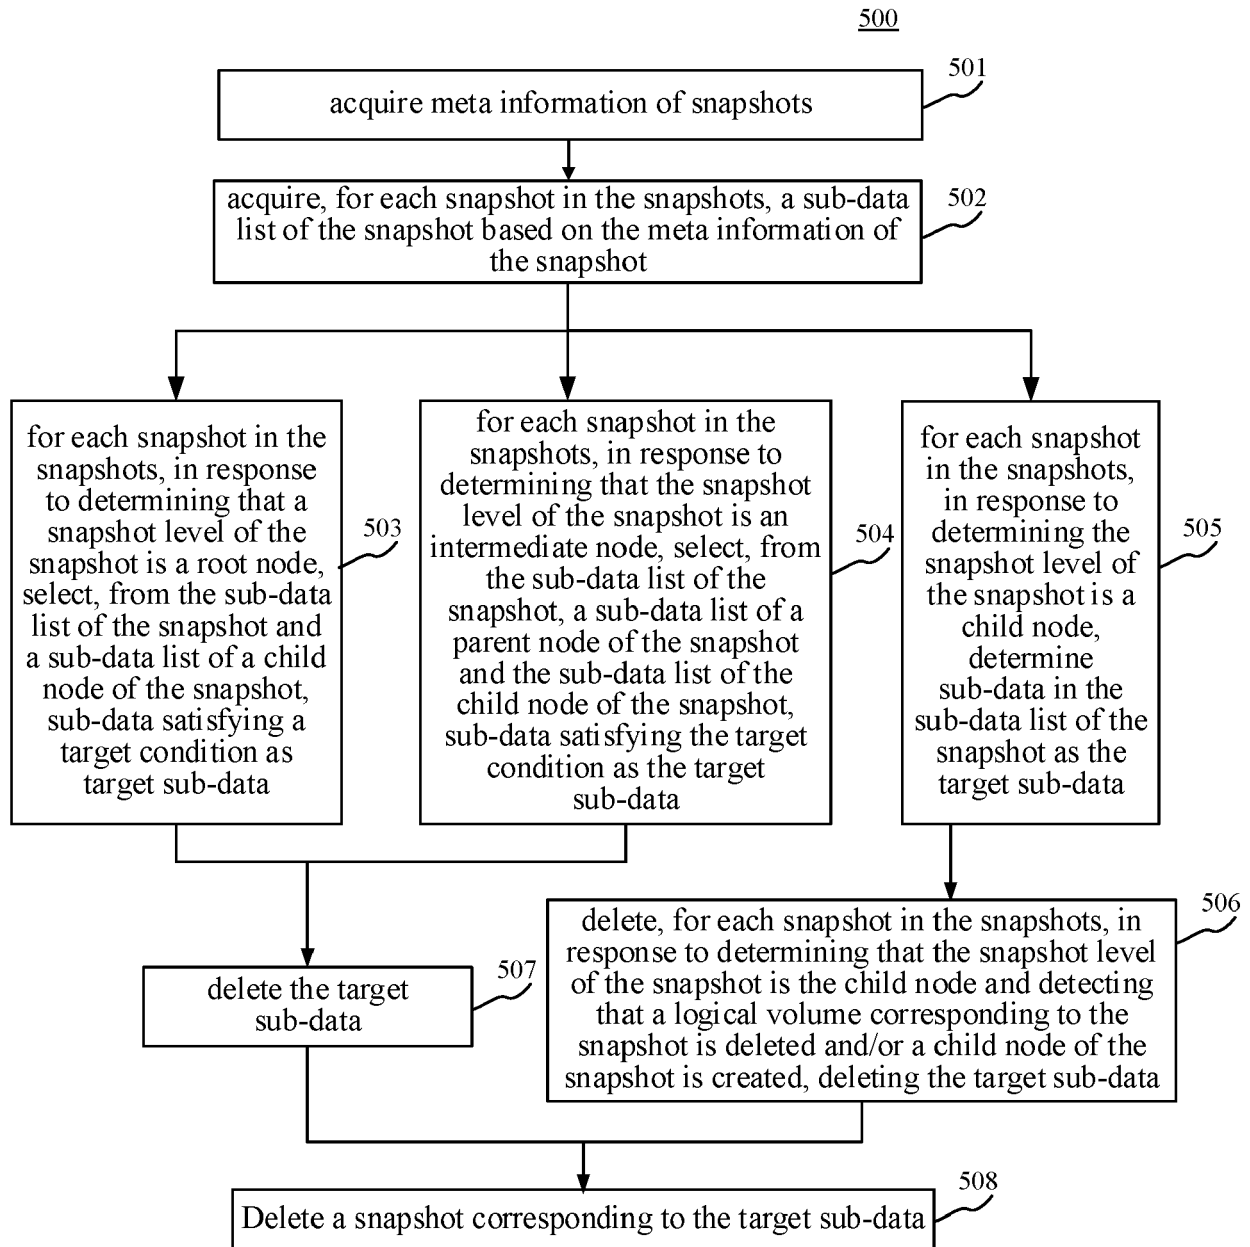 500
501
acquire meta information of snapshots
502
acquire, for each snapshot in the snapshots, a sub-data
list of the snapshot based on the meta information of
the snapshot
503
for each snapshot in the
snapshots, in response
to determining that a
snapshot level of the
snapshot is a root node,
select, from the sub-data
list of the snapshot and
a sub-data list of a child
node of the snapshot,
sub-data satisfying a
target condition as
target sub-data
504
for each snapshot in the
snapshots, in response to
determining that the snapshot
level of the snapshot is an
intermediate node, select, from
the sub-data list of the
snapshot, a sub-data list of a
parent node of the snapshot
and the sub-data list of the
child node of the snapshot,
sub-data satisfying the target
condition as the target
sub-data
505
for each snapshot
in the snapshots,
in response to
determining the
snapshot level of
the snapshot is a
child node,
determine
sub-data in the
sub-data list of the
snapshot as the
target sub-data
506
delete, for each snapshot in the snapshots, in
response to determining that the snapshot level
of the snapshot is the child node and detecting
that a logical volume corresponding to the
snapshot is deleted and/or a child node of the
snapshot is created, deleting the target sub-data
507
delete the target
sub-data
508
Delete a snapshot corresponding to the target sub-data